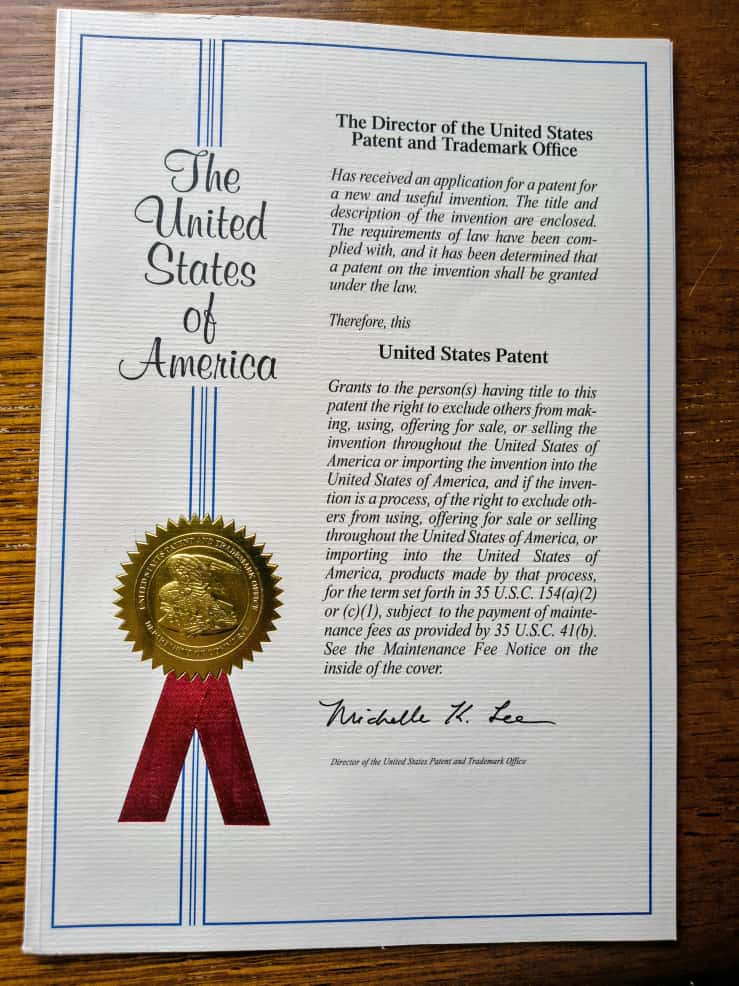 The
United
States
of
America
The Director of the United States
Patent and Trademark Office
Has received an application for a patent for
a new and useful invention. The title and
description of the invention are enclosed.
The requirements of law have been com-
plied with, and it has been determined that
a patent on the invention shall be granted
under the law.
Therefore, this
United States Patent
Grants to the person(s) having title to this
patent the right to exclude others from mak-
ing, using, offering for sale, or selling the
invention throughout the United States of
America or importing the invention into the
United States of America, and if the inven-
tion is a process, of the right to exclude oth-
ers from using, offering for sale or selling
throughout the United States of America, or
importing into the United States of
America, products made by that process,
for the term set forth in 35 U.S.C. 154(a)(2)
or (c)(1), subject to the payment of mainte-
nance fees as provided by 35 U.S.C. 41(b).
See the Maintenance Fee Notice on the
inside of the cover.
Michelle K. Lee
Director of the United States Patent and Trademark Office
UNITED STATES PATENT AND TRADEMARK OFFICE